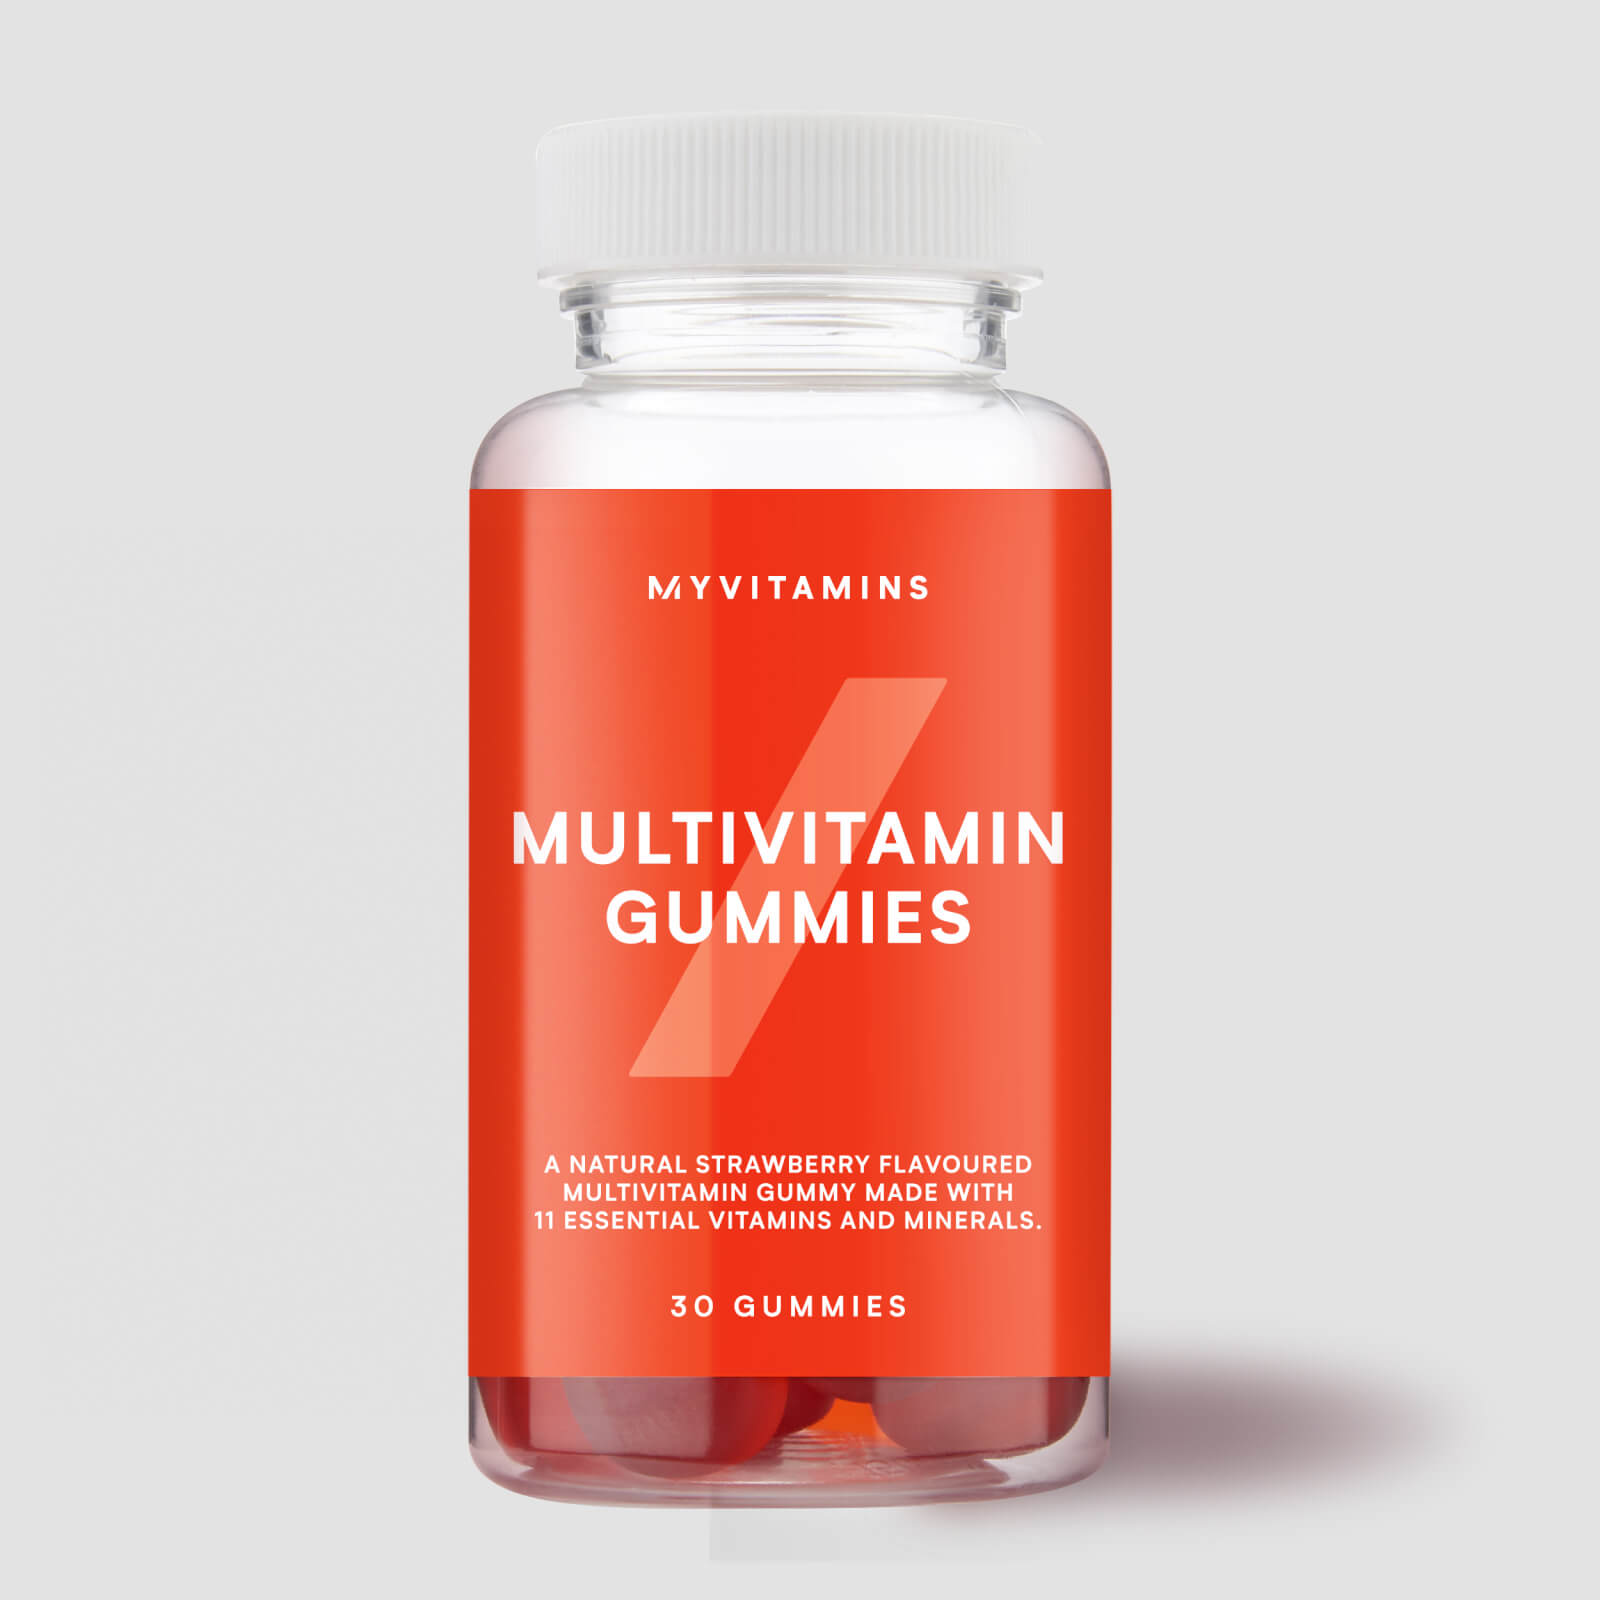 MYVITAMINS
MULTIVITAMIN
GUMMIES
A NATURAL STRAWBERRY FLAVOURED
MULTIVITAMIN GUMMY MADE WITH
11 ESSENTIAL VITAMINS AND MINERALS.
30 GUMMIES